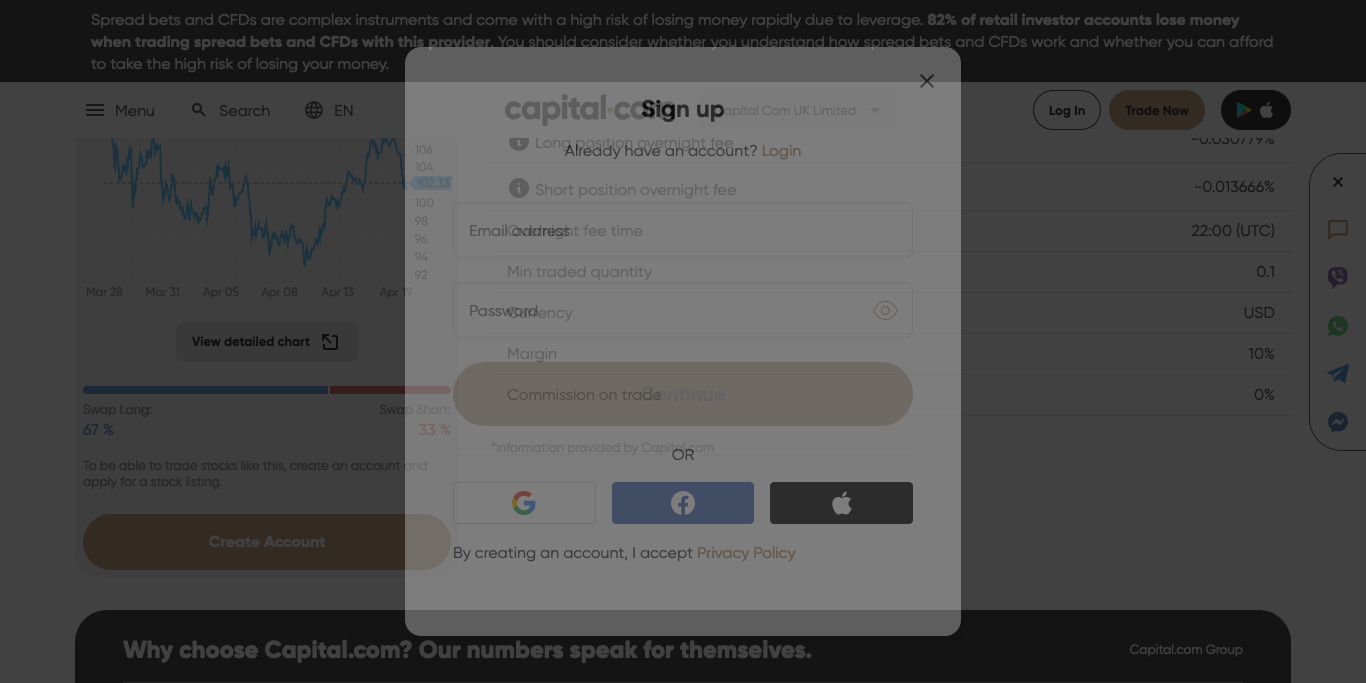 Spread bets and CFDs are complex instruments and come with a high risk of losing money rapidly due to leverage. 82% of retail investor accounts lose money
when trading spread bets and CFDs with this provider. You should consider whether you understand how spread bets and CFDs work and whether you can afford
to take the high risk of losing your money.
Menu Search EN
capital.com
Capital Com UK Limited
Log In
Trade Now
Sign up
Already have an account? Login
106
104
102.33
100
98
96
94
92
Mar 28 Mar 31 Apr 05 Apr 08 Apr 13 Apr 19
View detailed chart
Swap Long: Swap Short:
67 % 33 %
To be able to trade stocks like this, create an account and
apply for a stock listing.
Create Account
Long position overnight fee -0.030779%
Short position overnight fee -0.013666%
Overnight fee time 22:00 (UTC)
Min traded quantity 0.1
Currency USD
Margin 10%
Commission on trade 0%
*Information provided by Capital.com
Email address
Password
Continue
OR
By creating an account, I accept Privacy Policy
Why choose Capital.com? Our numbers speak for themselves.
Capital.com Group